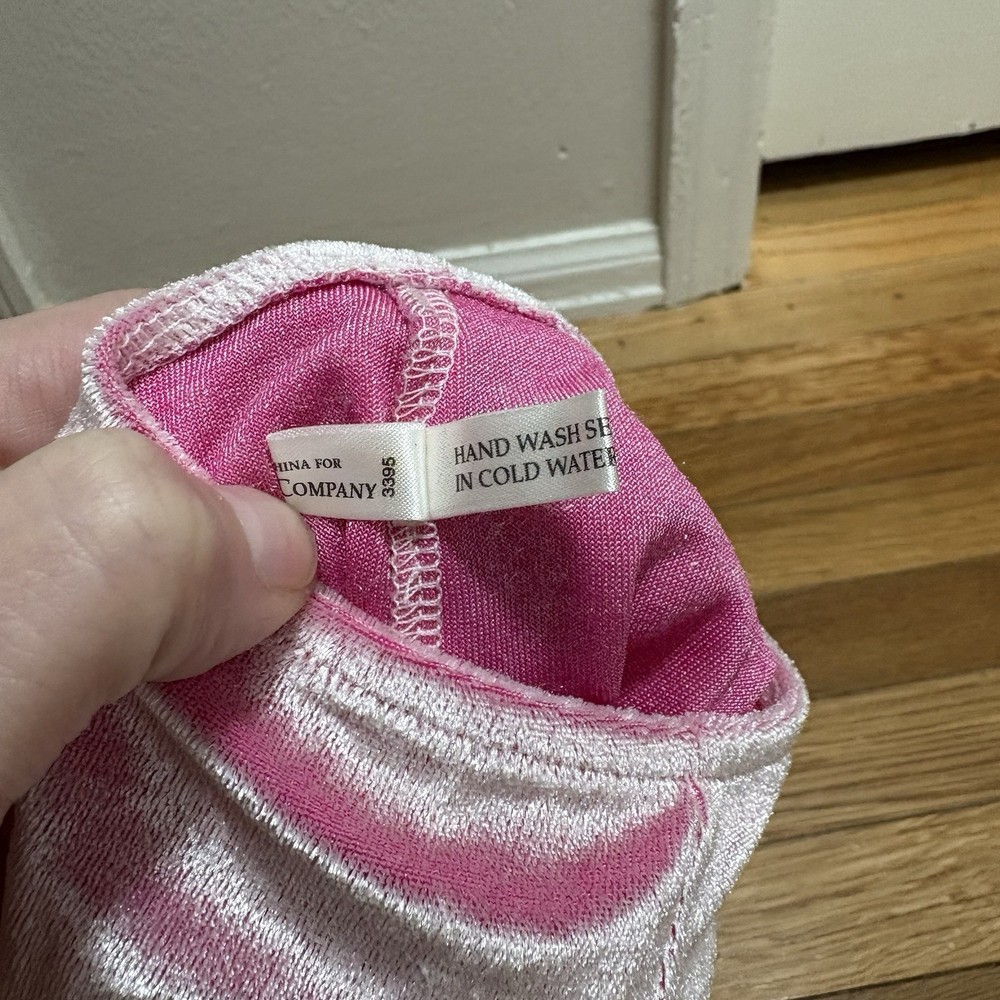 HINA FOR
COMPANY
3395
HAND WASH SE
IN COLD WATER